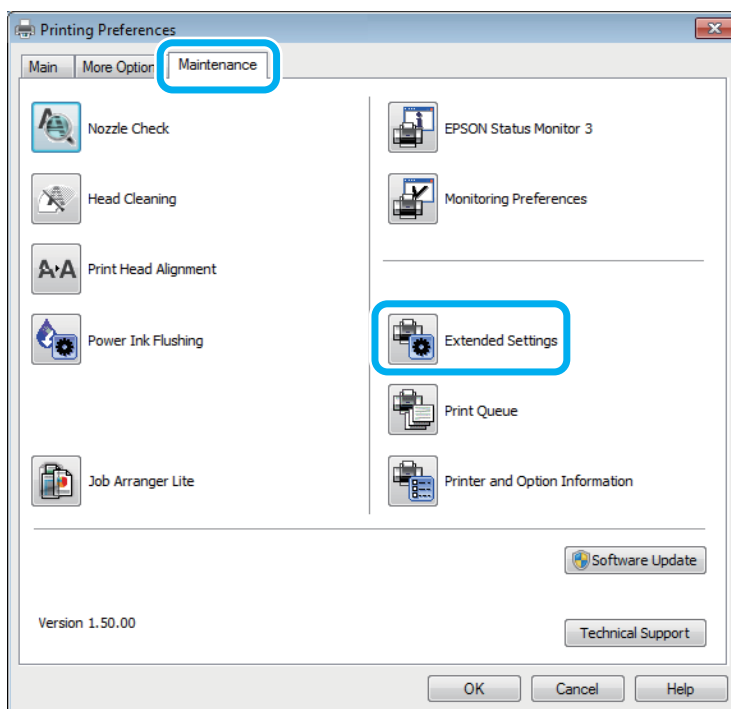 Printing Preferences
Main
More Option
Maintenance
Nozzle Check
EPSON Status Monitor 3
Head Cleaning
Monitoring Preferences
Print Head Alignment
Power Ink Flushing
Extended Settings
Print Queue
Job Arranger Lite
Printer and Option Information
Software Update
Version 1.50.00
Technical Support
OK
Cancel
Help